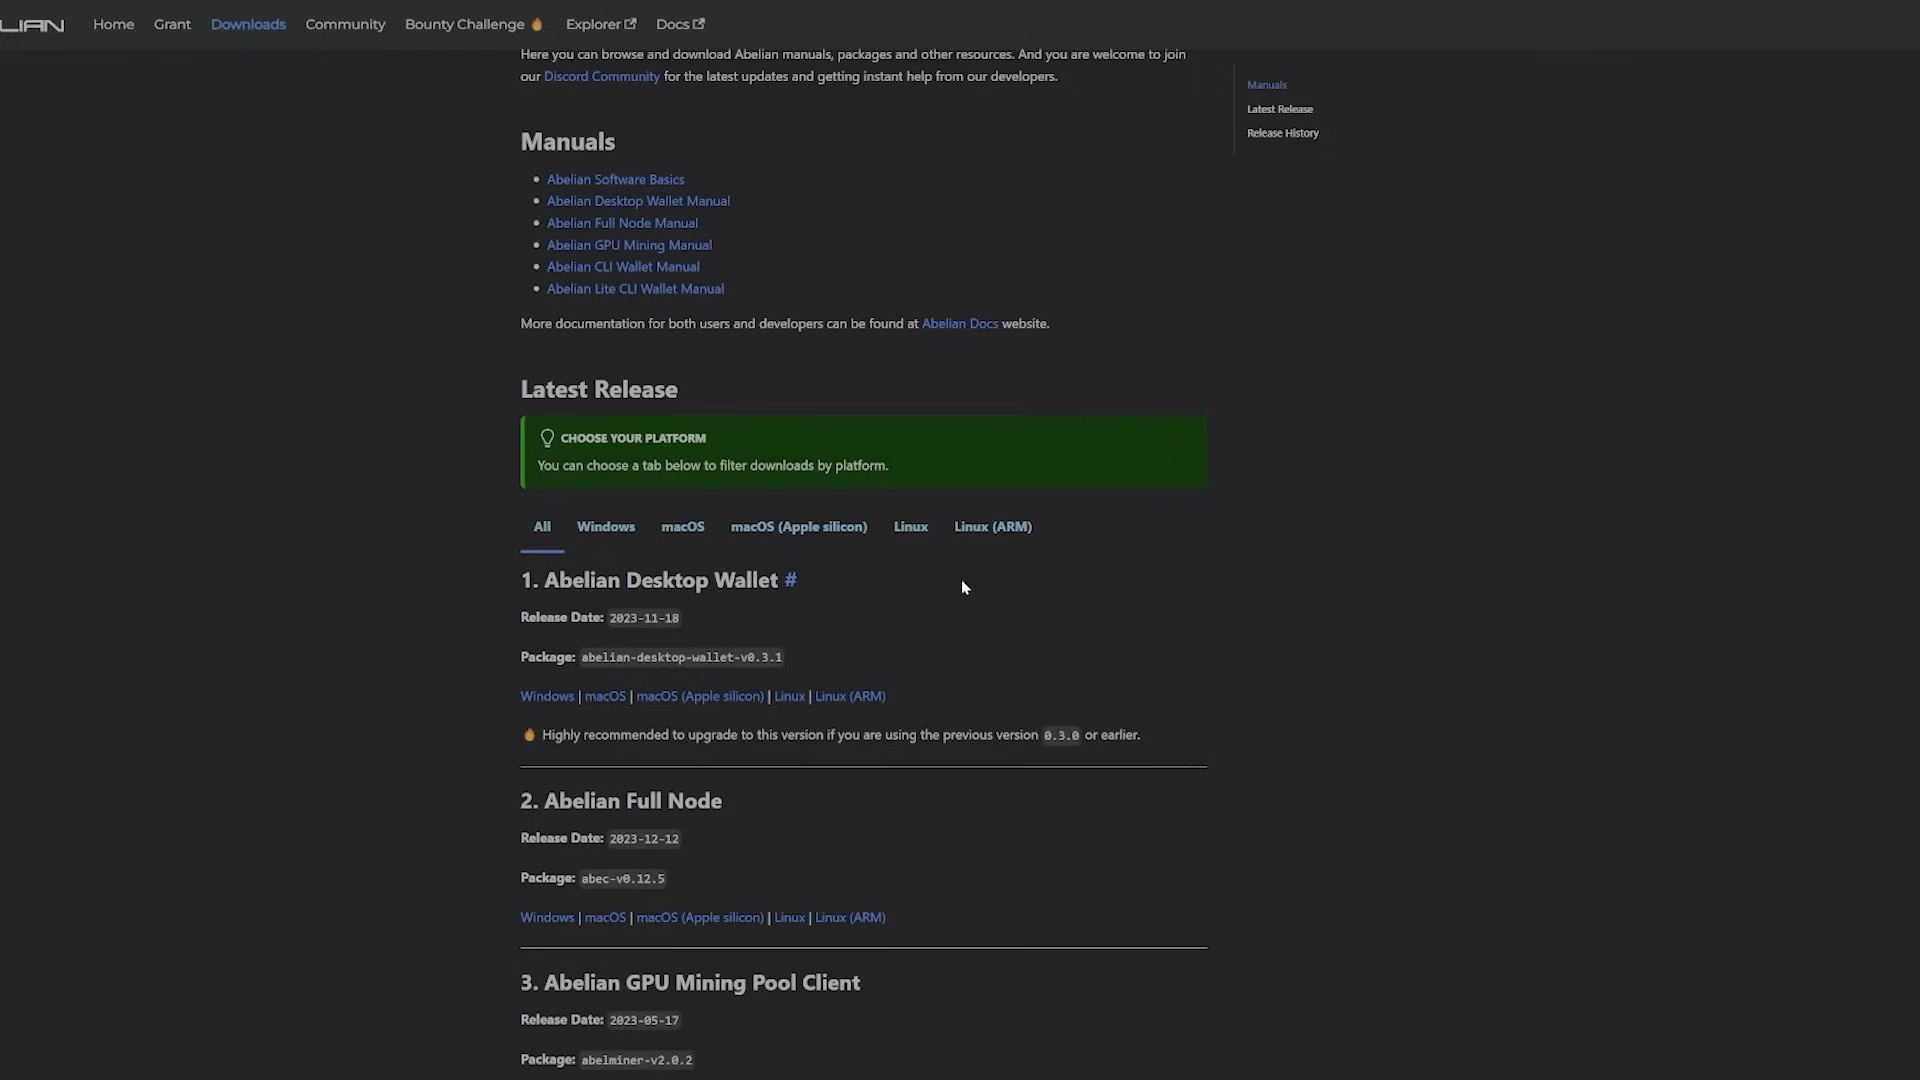 LIAN Home Grant Downloads Community Bounty Challenge Explorer Docs
Here you can browse and download Abelian manuals, packages and other resources. And you are welcome to join
our Discord Community for the latest updates and getting instant help from our developers.
Manuals
Latest Release
Release History
Manuals
Abelian Software Basics
Abelian Desktop Wallet Manual
Abelian Full Node Manual
Abelian GPU Mining Manual
Abelian CLI Wallet Manual
Abelian Lite CLI Wallet Manual
More documentation for both users and developers can be found at Abelian Docs website.
Latest Release
CHOOSE YOUR PLATFORM
You can choose a tab below to filter downloads by platform.
All Windows macOS macOS (Apple silicon) Linux Linux (ARM)
1. Abelian Desktop Wallet #
Release Date: 2023-11-18
Package: abelian-desktop-wallet-v0.3.1
Windows | macOS | macOS (Apple silicon) | Linux | Linux (ARM)
Highly recommended to upgrade to this version if you are using the previous version 0.3.0 or earlier.
2. Abelian Full Node
Release Date: 2023-12-12
Package: abec-v0.12.5
Windows | macOS | macOS (Apple silicon) | Linux | Linux (ARM)
3. Abelian GPU Mining Pool Client
Release Date: 2023-05-17
Package: abelminer-v2.0.2